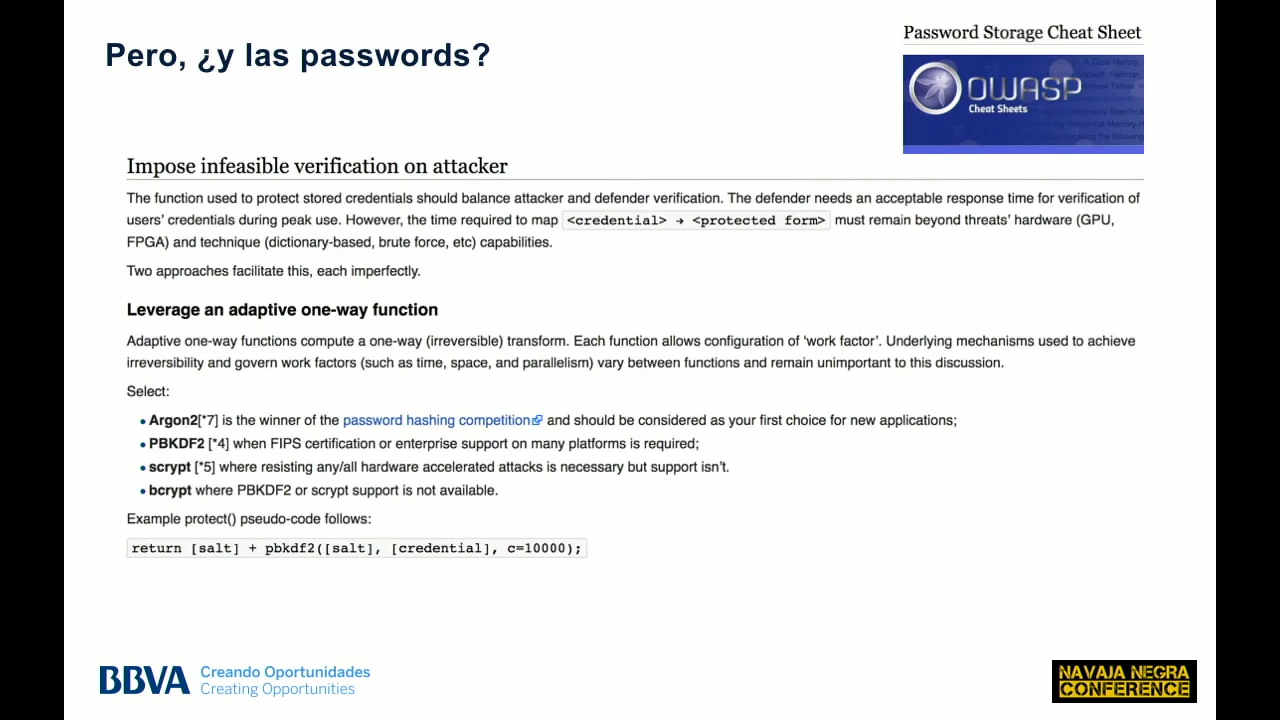 Pero, ¿y las passwords?
Password Storage Cheat Sheet
OWASP
Cheat Sheets
Impose infeasible verification on attacker
The function used to protect stored credentials should balance attacker and defender verification. The defender needs an acceptable response time for verification of
users’ credentials during peak use. However, the time required to map <credential> → <protected form> must remain beyond threats’ hardware (GPU,
FPGA) and technique (dictionary-based, brute force, etc) capabilities.
Two approaches facilitate this, each imperfectly.
Leverage an adaptive one-way function
Adaptive one-way functions compute a one-way (irreversible) transform. Each function allows configuration of ‘work factor’. Underlying mechanisms used to achieve
irreversibility and govern work factors (such as time, space, and parallelism) vary between functions and remain unimportant to this discussion.
Select:
• Argon2[*7] is the winner of the password hashing competition and should be considered as your first choice for new applications;
• PBKDF2 [*4] when FIPS certification or enterprise support on many platforms is required;
• scrypt [*5] where resisting any/all hardware accelerated attacks is necessary but support isn’t.
• bcrypt where PBKDF2 or scrypt support is not available.
Example protect() pseudo-code follows:
return [salt] + pbkdf2([salt], [credential], c=10000);
BBVA
Creando Oportunidades
Creating Opportunities
NAVAJA NEGRA
CONFERENCE